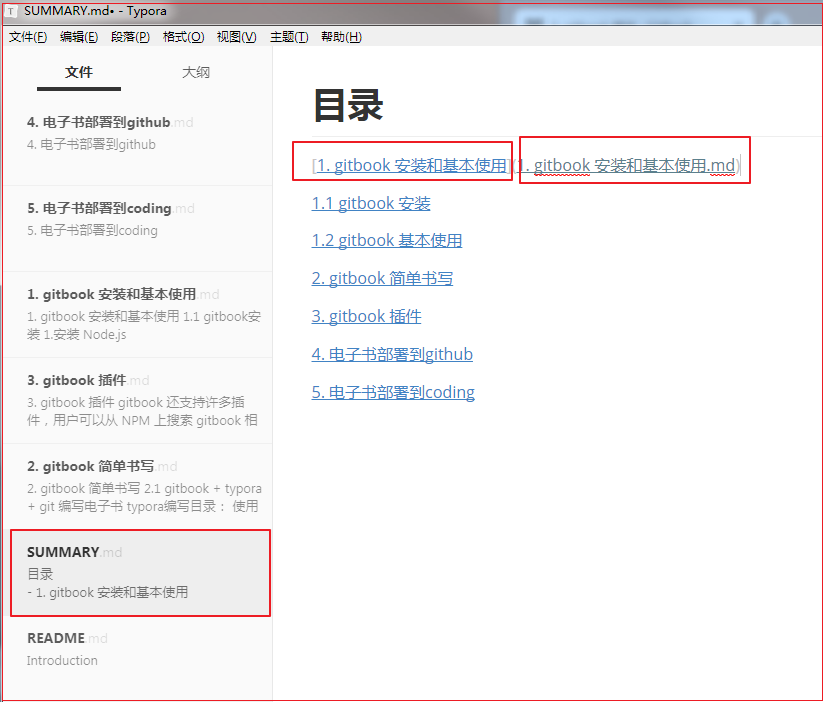 SUMMARY.md• - Typora
文件(F) 编辑(E) 段落(P) 格式(O) 视图(V) 主题(T) 帮助(H)
文件 大纲
4. 电子书部署到github.md
4. 电子书部署到github
5. 电子书部署到coding.md
5. 电子书部署到coding
1. gitbook 安装和基本使用.md
1. gitbook 安装和基本使用 1.1 gitbook安
装 1.安装 Node.js
3. gitbook 插件.md
3. gitbook 插件 gitbook 还支持许多插
件，用户可以从 NPM 上搜索 gitbook 相
2. gitbook 简单书写.md
2. gitbook 简单书写 2.1 gitbook + typora
+ git 编写电子书 typora编写目录： 使用
SUMMARY.md
目录
- 1. gitbook 安装和基本使用
README.md
Introduction
目录
[1. gitbook 安装和基本使用](1. gitbook 安装和基本使用.md)
1.1 gitbook 安装
1.2 gitbook 基本使用
2. gitbook 简单书写
3. gitbook 插件
4. 电子书部署到github
5. 电子书部署到coding